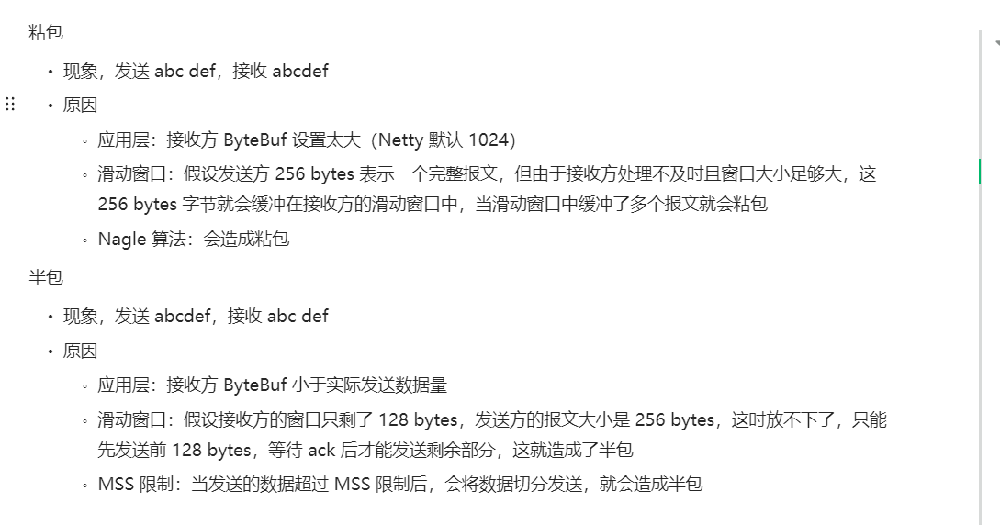 粘包
• 现象，发送 abc def，接收 abcdef
• 原因
◦ 应用层：接收方 ByteBuf 设置太大（Netty 默认 1024）
◦ 滑动窗口：假设发送方 256 bytes 表示一个完整报文，但由于接收方处理不及时且窗口大小足够大，这
256 bytes 字节就会缓冲在接收方的滑动窗口中，当滑动窗口中缓冲了多个报文就会粘包
◦ Nagle 算法：会造成粘包
半包
• 现象，发送 abcdef，接收 abc def
• 原因
◦ 应用层：接收方 ByteBuf 小于实际发送数据量
◦ 滑动窗口：假设接收方的窗口只剩了 128 bytes，发送方的报文大小是 256 bytes，这时放不下了，只能
先发送前 128 bytes，等待 ack 后才能发送剩余部分，这就造成了半包
◦ MSS 限制：当发送的数据超过 MSS 限制后，会将数据切分发送，就会造成半包